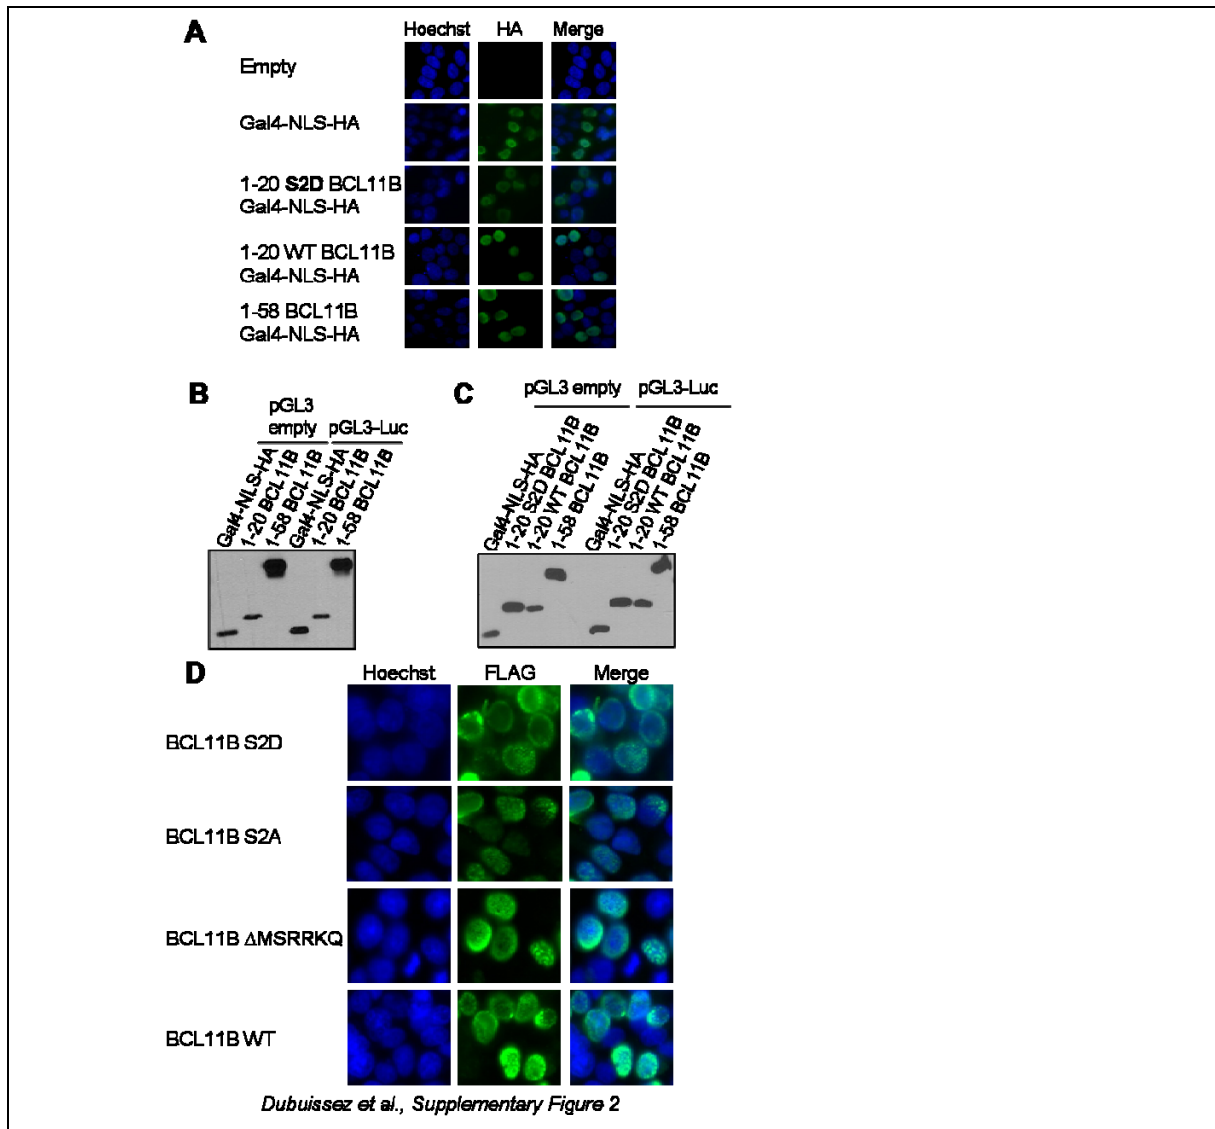 A
Hoechst HA Merge
Empty
Gal4-NLS-HA
1-20 S2D BCL11B
Gal4-NLS-HA
1-20 WT BCL11B
Gal4-NLS-HA
1-58 BCL11B
Gal4-NLS-HA
B
pGL3
empty
pGL3-Luc
Gal4-NLS-HA
1-20 BCL11B
1-58 BCL11B
Gal4-NLS-HA
1-20 BCL11B
1-58 BCL11B
C
pGL3 empty
pGL3-Luc
Gal4-NLS-HA
1-20 S2D BCL11B
1-20 WT BCL11B
1-58 BCL11B
Gal4-NLS-HA
1-20 S2D BCL11B
1-20 WT BCL11B
1-58 BCL11B
D
Hoechst FLAG Merge
BCL11B S2D
BCL11B S2A
BCL11B ΔMSRRKQ
BCL11B WT
Dubuissez et al., Supplementary Figure 2